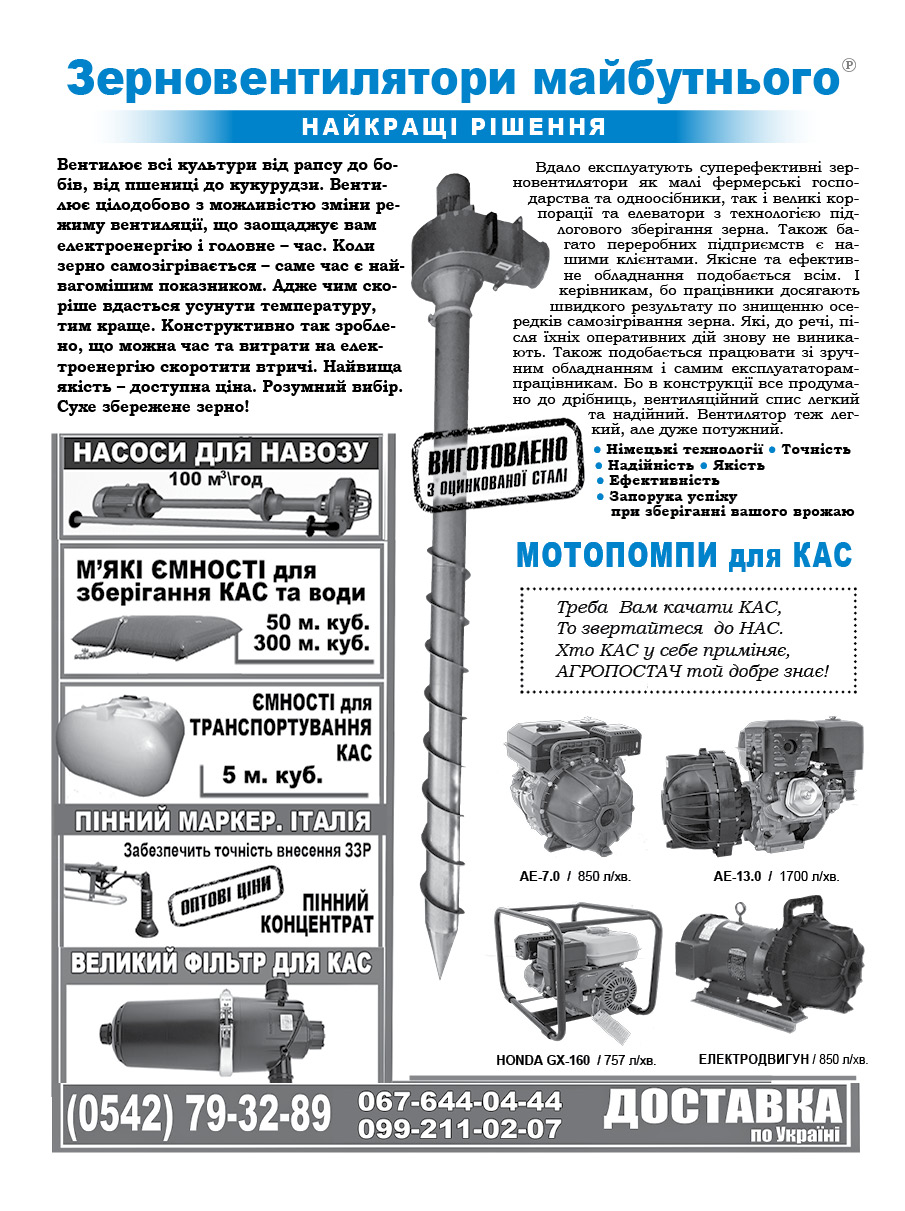 Зерновентилятори майбутнього Ⓟ
НАЙКРАЩІ РІШЕННЯ
Вентилює всі культури від рапсу до бо-
бів, від пшениці до кукурудзи. Венти-
лює цілодобово з можливістю зміни ре-
жиму вентиляції, що заощаджує вам
електроенергію і головне – час. Коли
зерно самозігрівається – саме час є най-
вагомішим показником. Адже чим ско-
ріше вдасться усунути температуру,
тим краще. Конструктивно так зробле-
но, що можна час та витрати на елек-
троенергію скоротити втричі. Найвища
якість – доступна ціна. Розумний вибір.
Сухе збережене зерно!
Вдало експлуатують суперефективні зер-
новентилятори як малі фермерські госпо-
дарства та одноосібники, так і великі кор-
порації та елеватори з технологією під-
логового зберігання зерна. Також ба-
гато переробних підприємств є на-
шими клієнтами. Якісне та ефектив-
не обладнання подобається всім. І
керівникам, бо працівники досягають
швидкого результату по знищенню осе-
редків самозігрівання зерна. Які, до речі, пі-
сля їхніх оперативних дій знову не виника-
ють. Також подобається працювати зі зруч-
ним обладнанням і самим експлуататорам-
працівникам. Бо в конструкції все продума-
но до дрібниць, вентиляційний спис легкий
та надійний. Вентилятор теж лег-
кий, але дуже потужний.
● Німецькі технології ● Точність
● Надійність ● Якість
● Ефективність
● Запорука успіху
при зберіганні вашого врожаю
ВИГОТОВЛЕНО
З ОЦИНКОВАНОЇ СТАЛІ
НАСОСИ ДЛЯ НАВОЗУ
100 м³\год
М'ЯКІ ЄМНОСТІ для
зберігання КАС та води
50 м. куб.
300 м. куб.
ЄМНОСТІ для
ТРАНСПОРТУВАННЯ
КАС
5 м. куб.
ПІННИЙ МАРКЕР. ІТАЛІЯ
Забезпечить точність внесення ЗЗР
ОПТОВІ ЦІНИ
ПІННИЙ
КОНЦЕНТРАТ
ВЕЛИКИЙ ФІЛЬТР ДЛЯ КАС
МОТОПОМПИ для КАС
Треба Вам качати КАС,
То звертайтеся до НАС.
Хто КАС у себе приміняє,
АГРОПОСТАЧ той добре знає!
АЕ-7.0 / 850 л/хв.
АЕ-13.0 / 1700 л/хв.
HONDA GX-160 / 757 л/хв.
ЕЛЕКТРОДВИГУН / 850 л/хв.
(0542) 79-32-89
067-644-04-44
099-211-02-07
ДОСТАВКА
по Україні